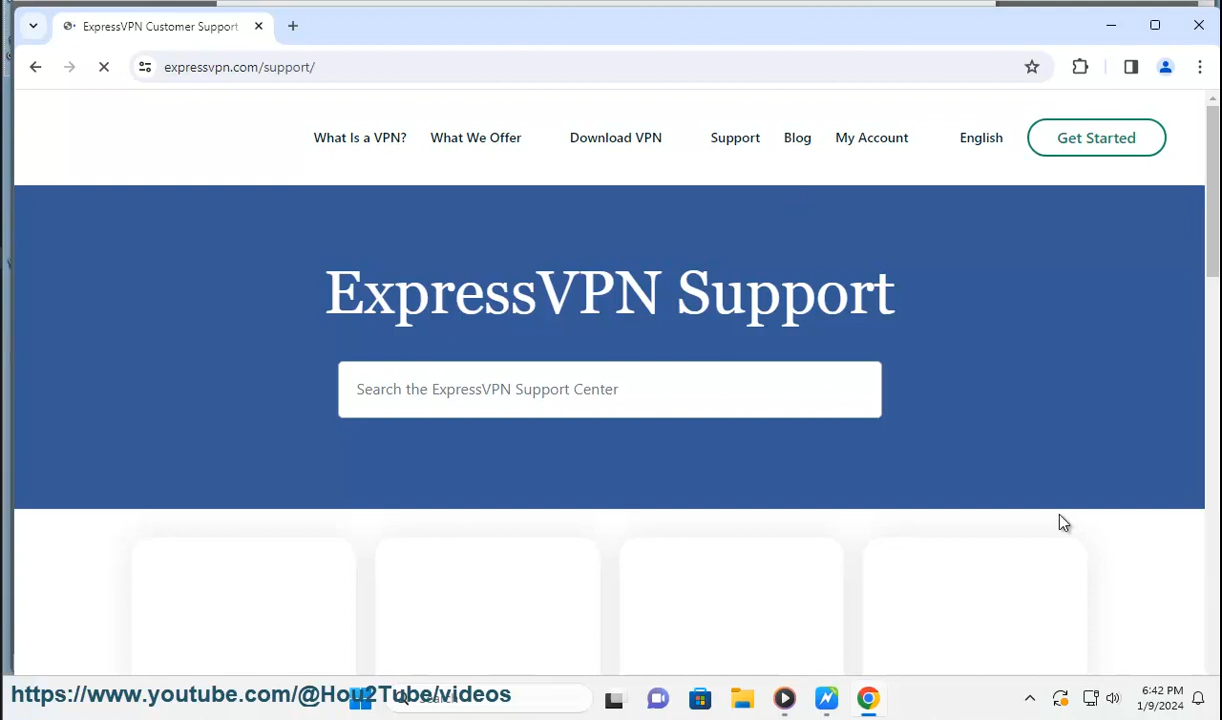 ExpressVPN Customer Support
expressvpn.com/support/
What Is a VPN? What We Offer Download VPN Support Blog My Account English Get Started
ExpressVPN Support
Search the ExpressVPN Support Center
https://www.youtube.com/@Hou2Tube/videos
Search
6:42 PM
1/9/2024